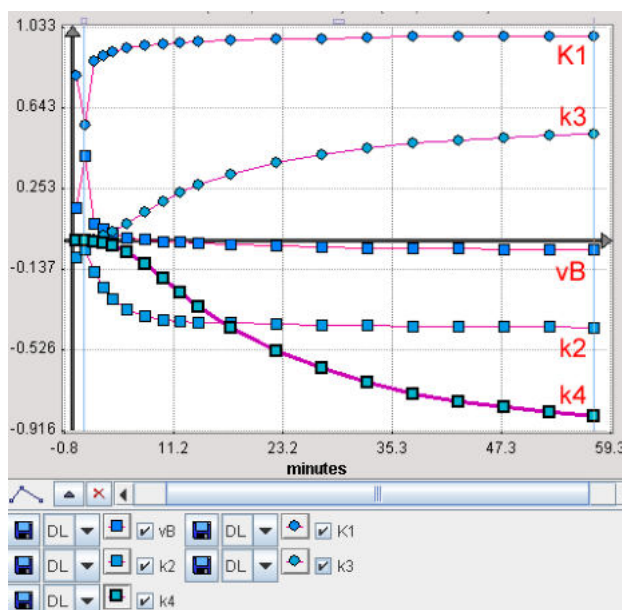 1.033
K1
0.643
k3
0.253
-0.137
vB
-0.526
k2
k4
-0.916
-0.8 11.2 23.2 35.3 47.3 59.3
minutes
DL vB DL K1
DL k2 DL k3
DL k4